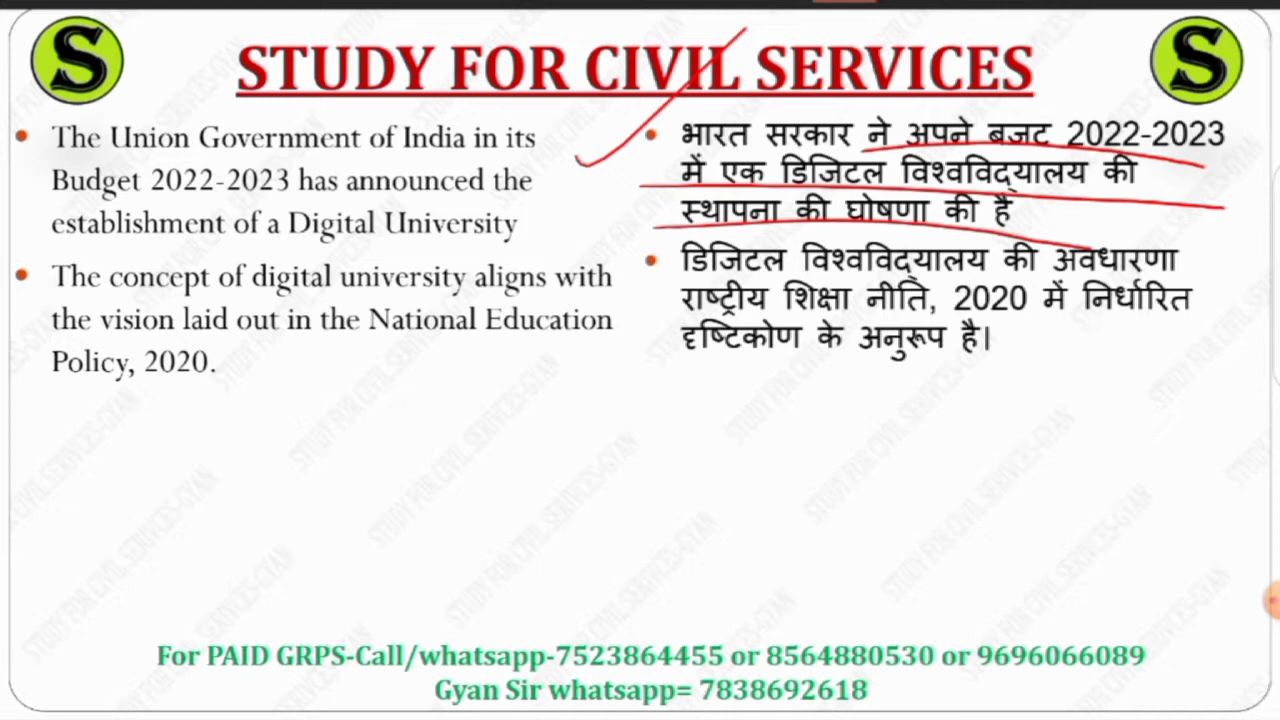 S
STUDY FOR CIVIL SERVICES
S
• The Union Government of India in its
Budget 2022-2023 has announced the
establishment of a Digital University
• The concept of digital university aligns with
the vision laid out in the National Education
Policy, 2020.
• भारत सरकार ने अपने बजट 2022-2023
में एक डिजिटल विश्वविद्यालय की
स्थापना की घोषणा की है
• डिजिटल विश्वविद्यालय की अवधारणा
राष्ट्रीय शिक्षा नीति, 2020 में निर्धारित
दृष्टिकोण के अनुरूप है।
For PAID GRPS-Call/whatsapp-7523864455 or 8564880530 or 9696066089
Gyan Sir whatsapp= 7838692618